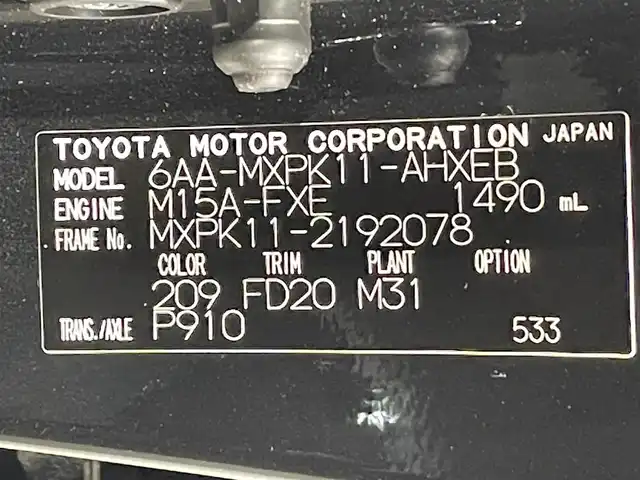 TOYOTA MOTOR CORPORATION JAPAN
MODEL 6AA-MXPK11-AHXEB
ENGINE M15A-FXE 1490 mL
FRAME No. MXPK11-2192078
COLOR TRIM PLANT OPTION
209 FD20 M31
TRANS./AXLE P910 533